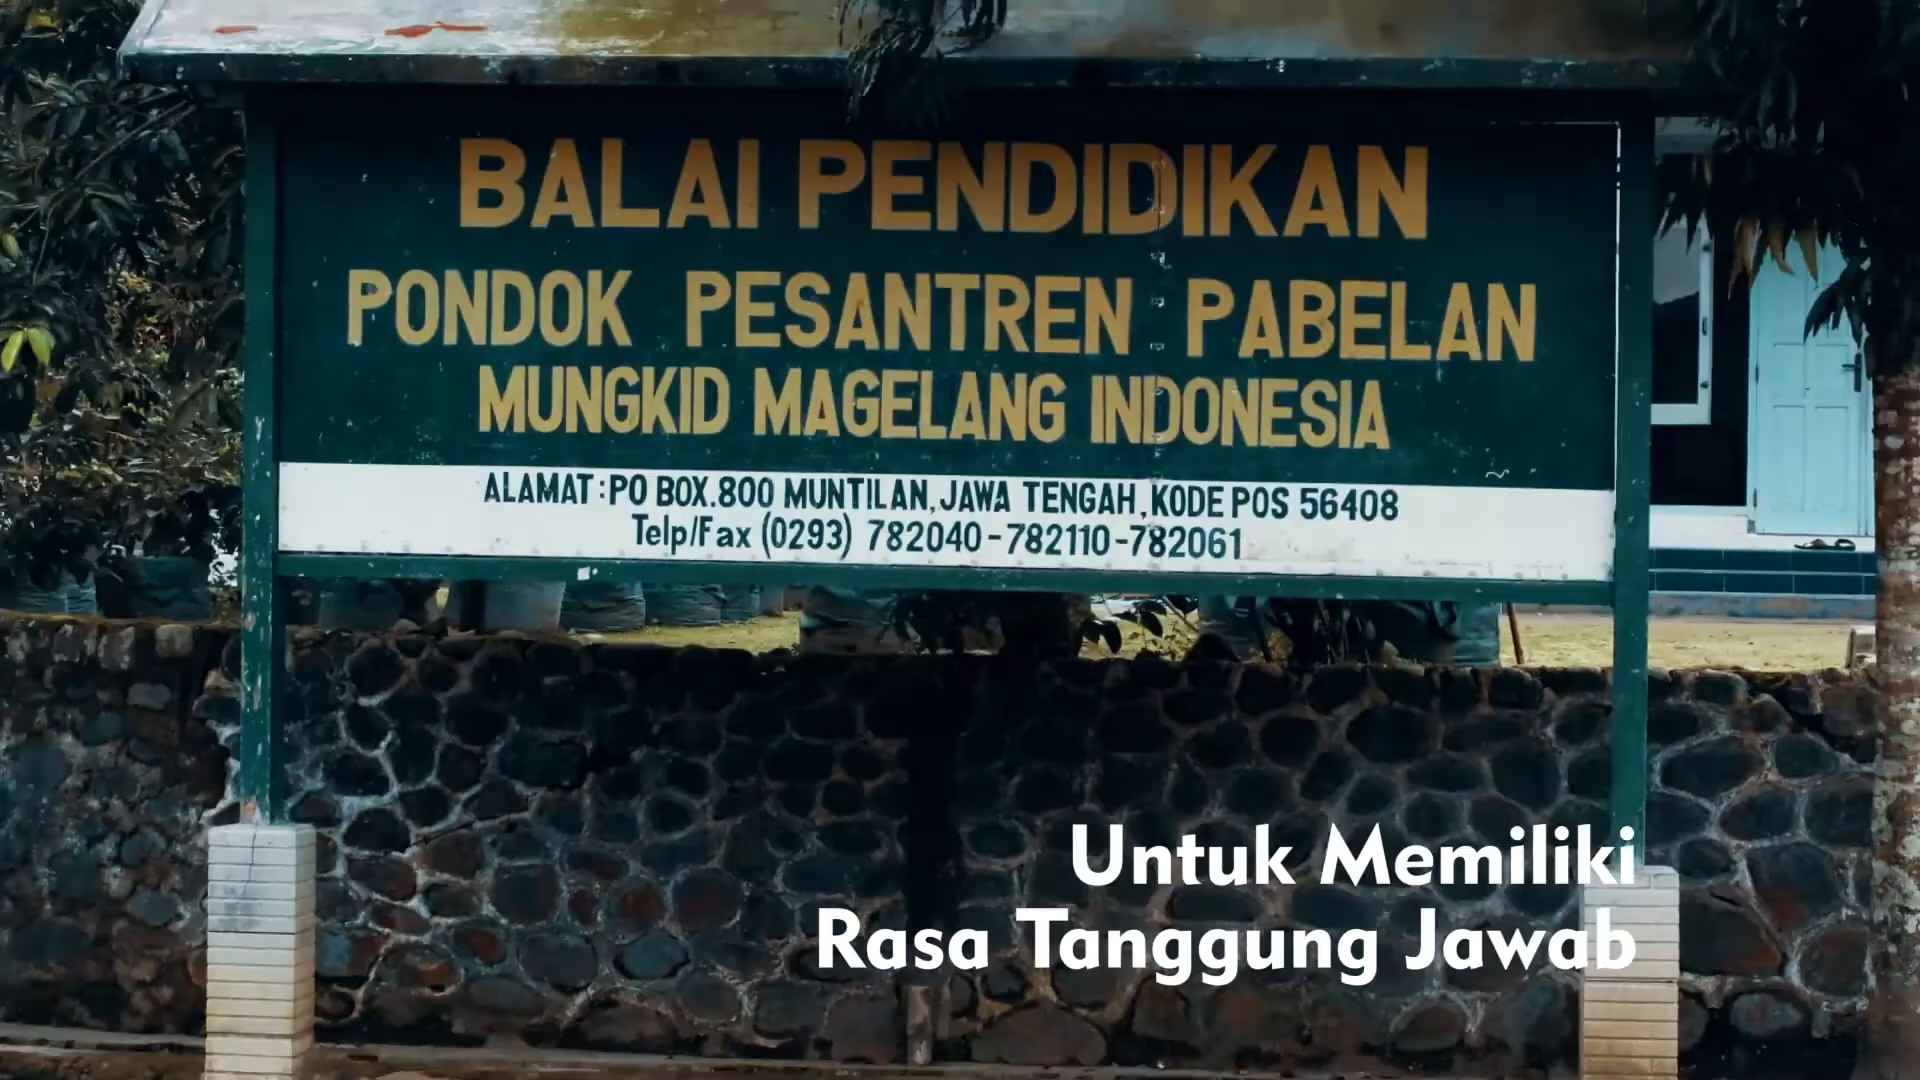 BALAI PENDIDIKAN
PONDOK PESANTREN PABELAN
MUNGKID MAGELANG INDONESIA
ALAMAT : PO BOX.800 MUNTILAN, JAWA TENGAH, KODE POS 56408
Telp/Fax (0293) 782040 - 782110 - 782061
Untuk Memiliki
Rasa Tanggung Jawab